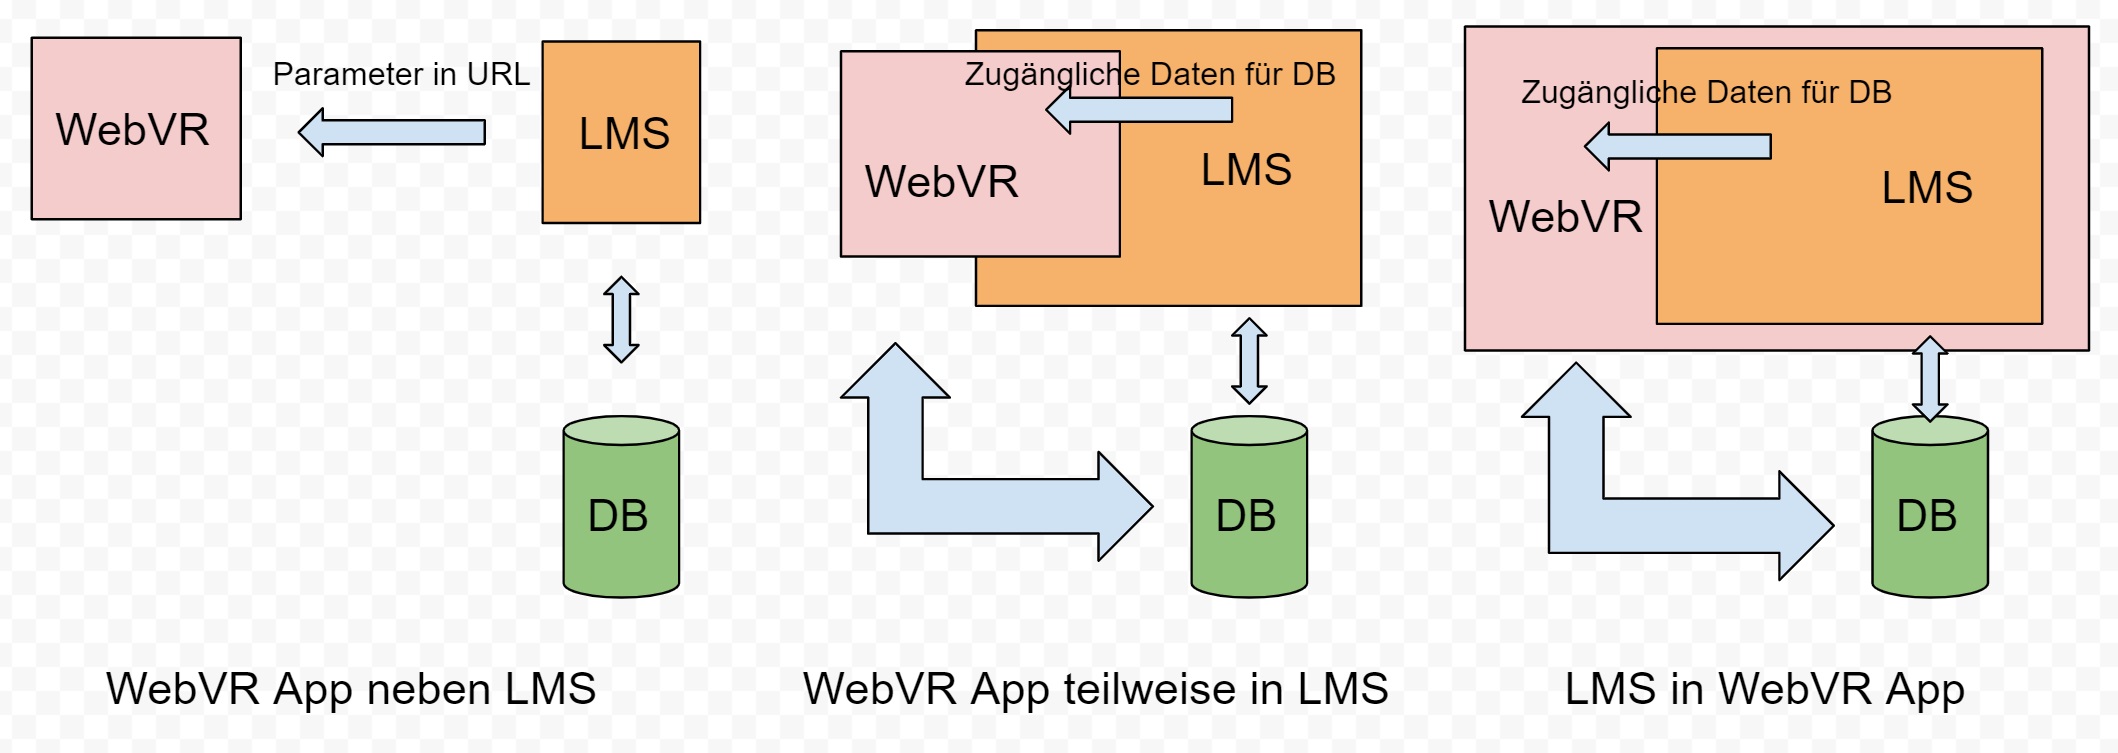 Parameter in URL
WebVR
LMS
DB
WebVR App neben LMS
Zugängliche Daten für DB
WebVR
LMS
DB
WebVR App teilweise in LMS
Zugängliche Daten für DB
WebVR
LMS
DB
LMS in WebVR App